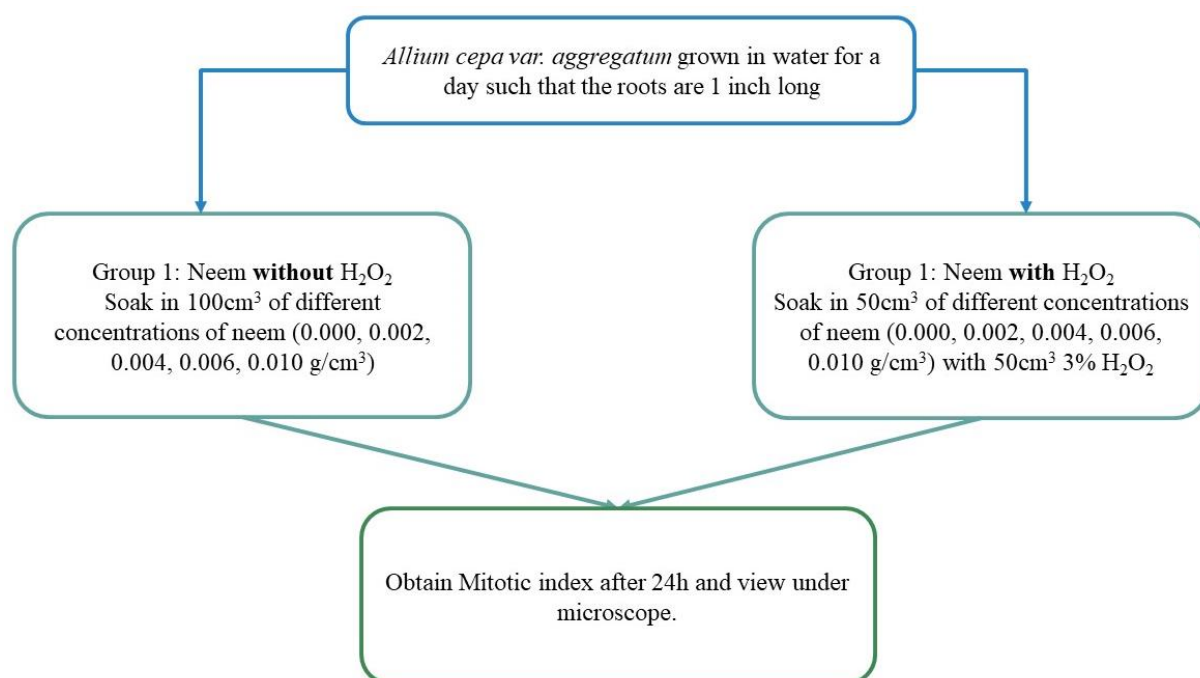 Allium cepa var. aggregatum grown in water for a
day such that the roots are 1 inch long
Group 1: Neem without H₂O₂
Soak in 100cm³ of different
concentrations of neem (0.000, 0.002,
0.004, 0.006, 0.010 g/cm³)
Group 1: Neem with H₂O₂
Soak in 50cm³ of different concentrations
of neem (0.000, 0.002, 0.004, 0.006,
0.010 g/cm³) with 50cm³ 3% H₂O₂
Obtain Mitotic index after 24h and view under
microscope.